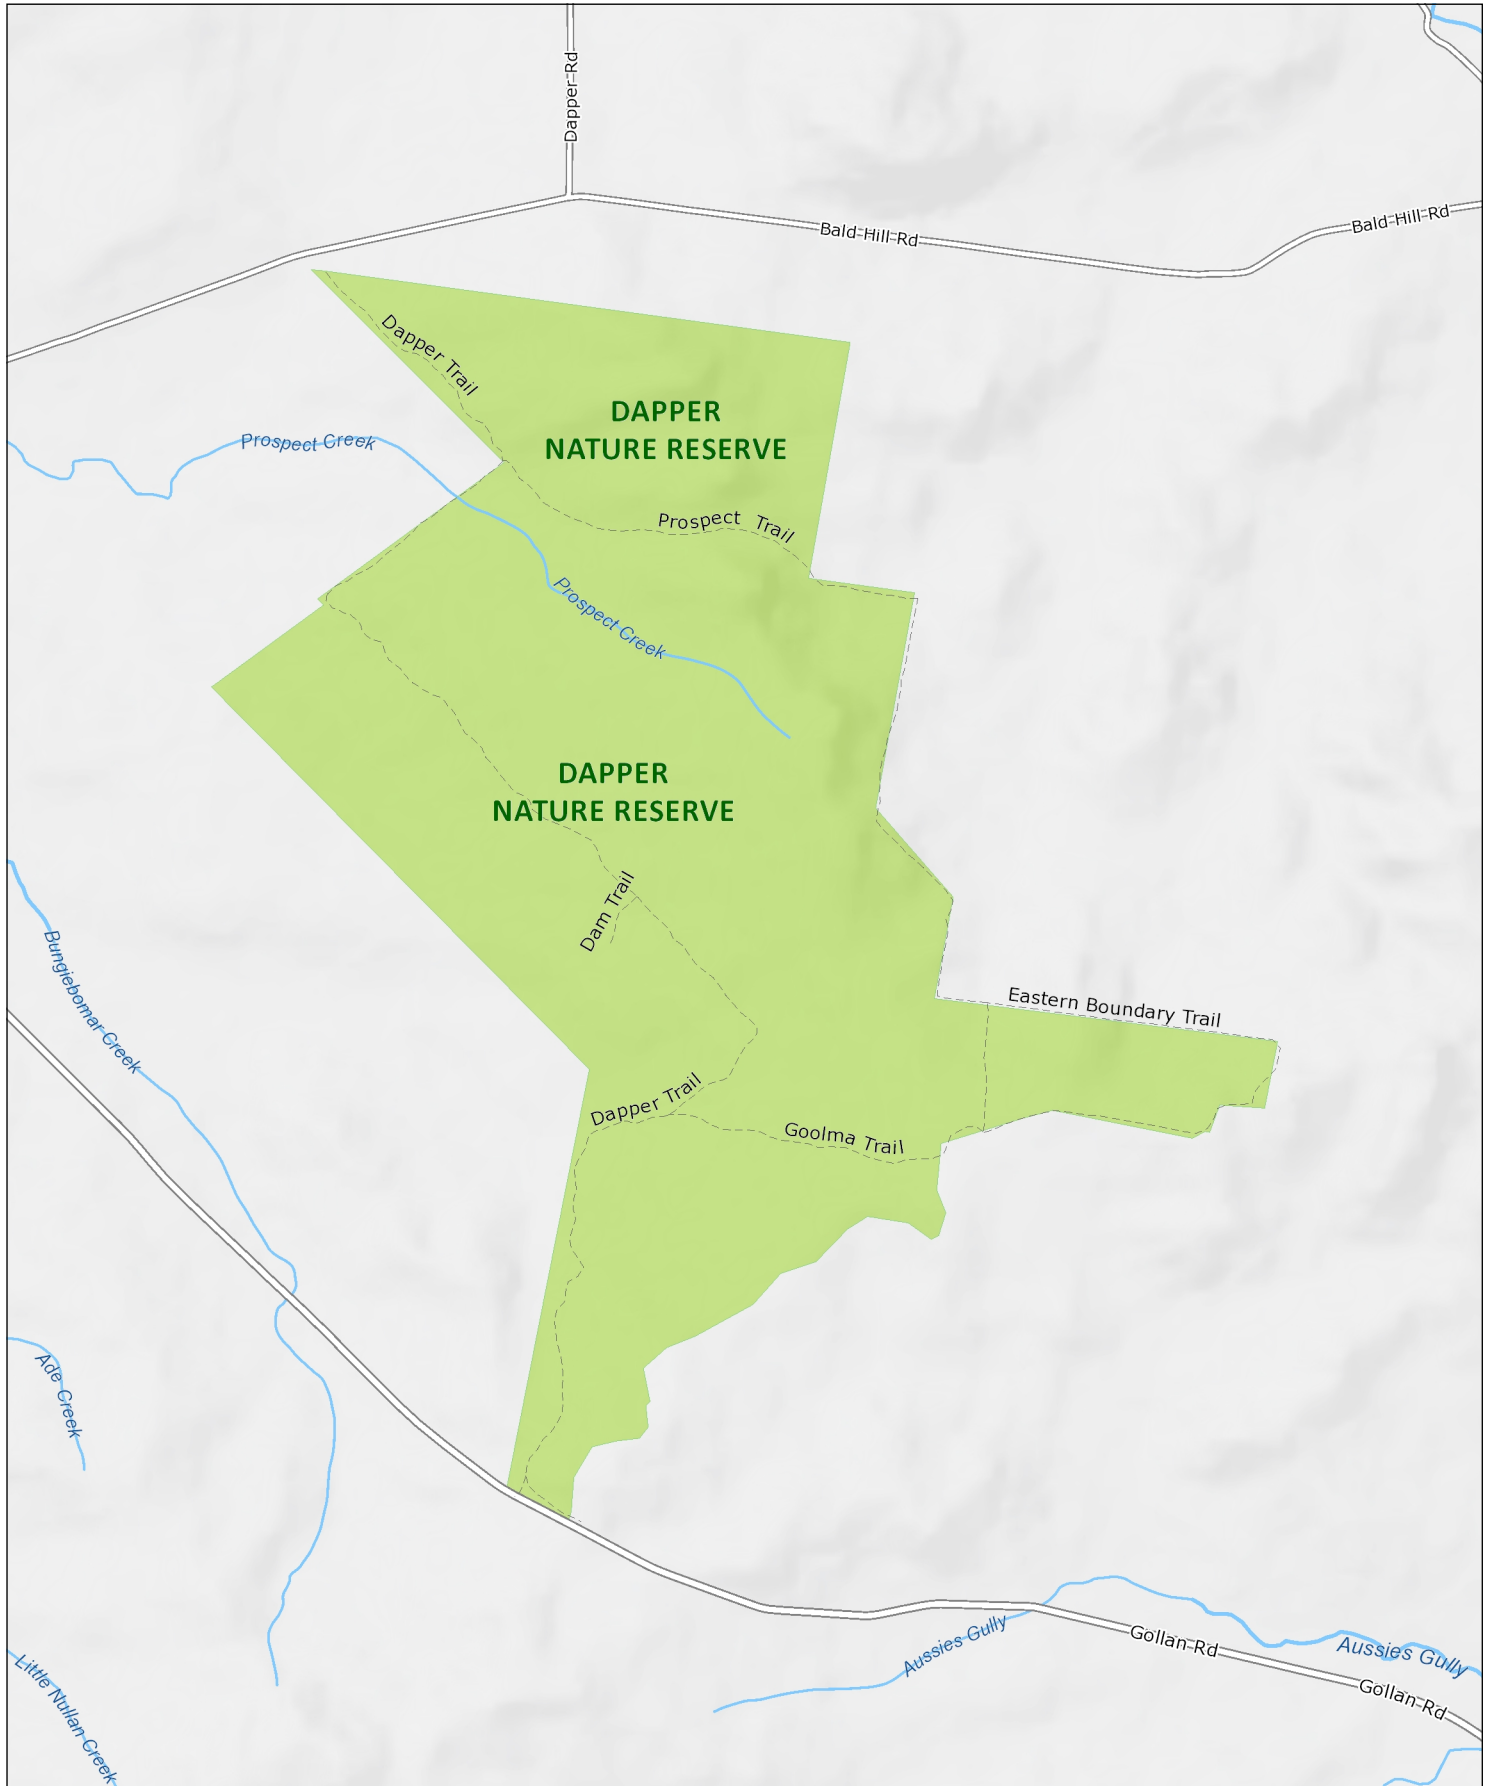 Dapper Rd
Bald Hill Rd
Bald Hill Rd
Dapper Trail
DAPPER
NATURE RESERVE
Prospect Creek
Prospect Trail
Prospect Creek
DAPPER
NATURE RESERVE
Dam Trail
Bungiebomar Creek
Eastern Boundary Trail
Dapper Trail
Goolma Trail
Ade Creek
Aussies Gully
Gollan Rd
Aussies Gully
Gollan Rd
Little Nullan Creek